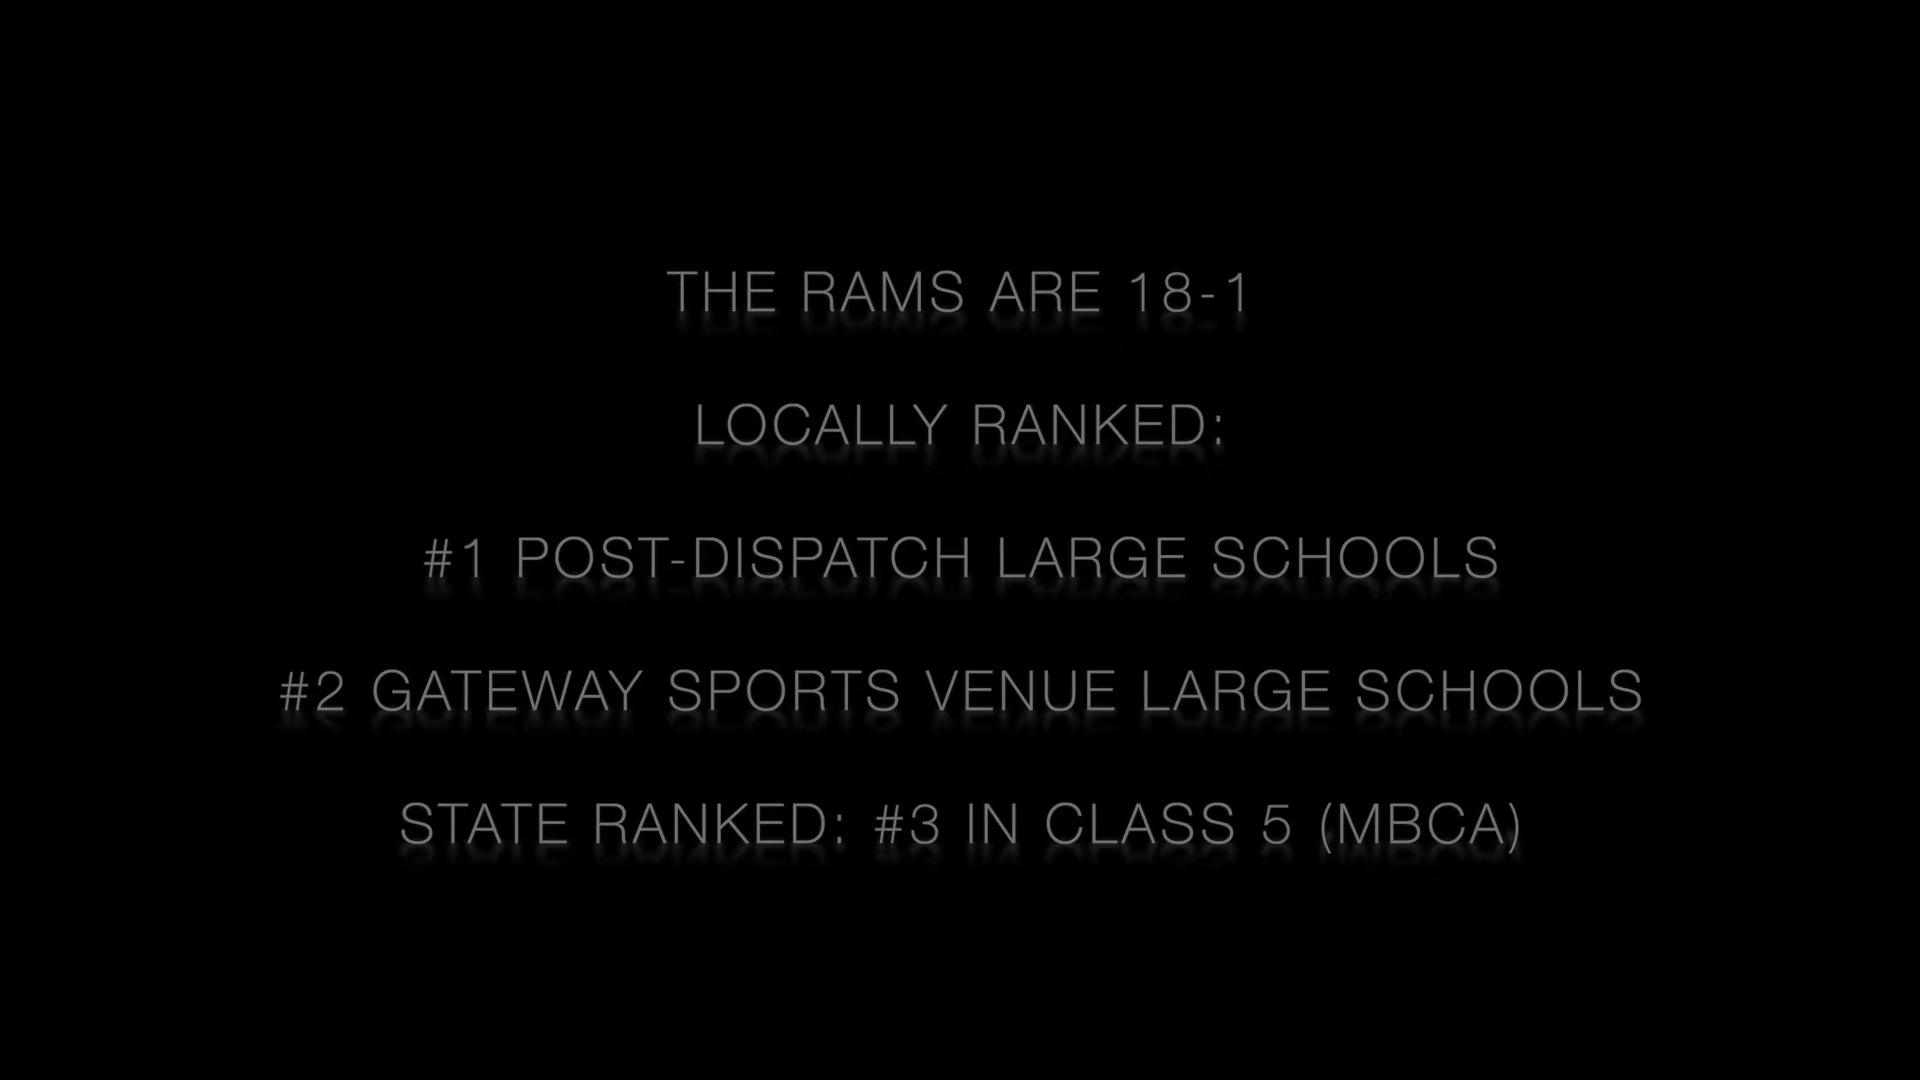 THE RAMS ARE 18-1
LOCALLY RANKED:
#1 POST-DISPATCH LARGE SCHOOLS
#2 GATEWAY SPORTS VENUE LARGE SCHOOLS
STATE RANKED: #3 IN CLASS 5 (MBCA)